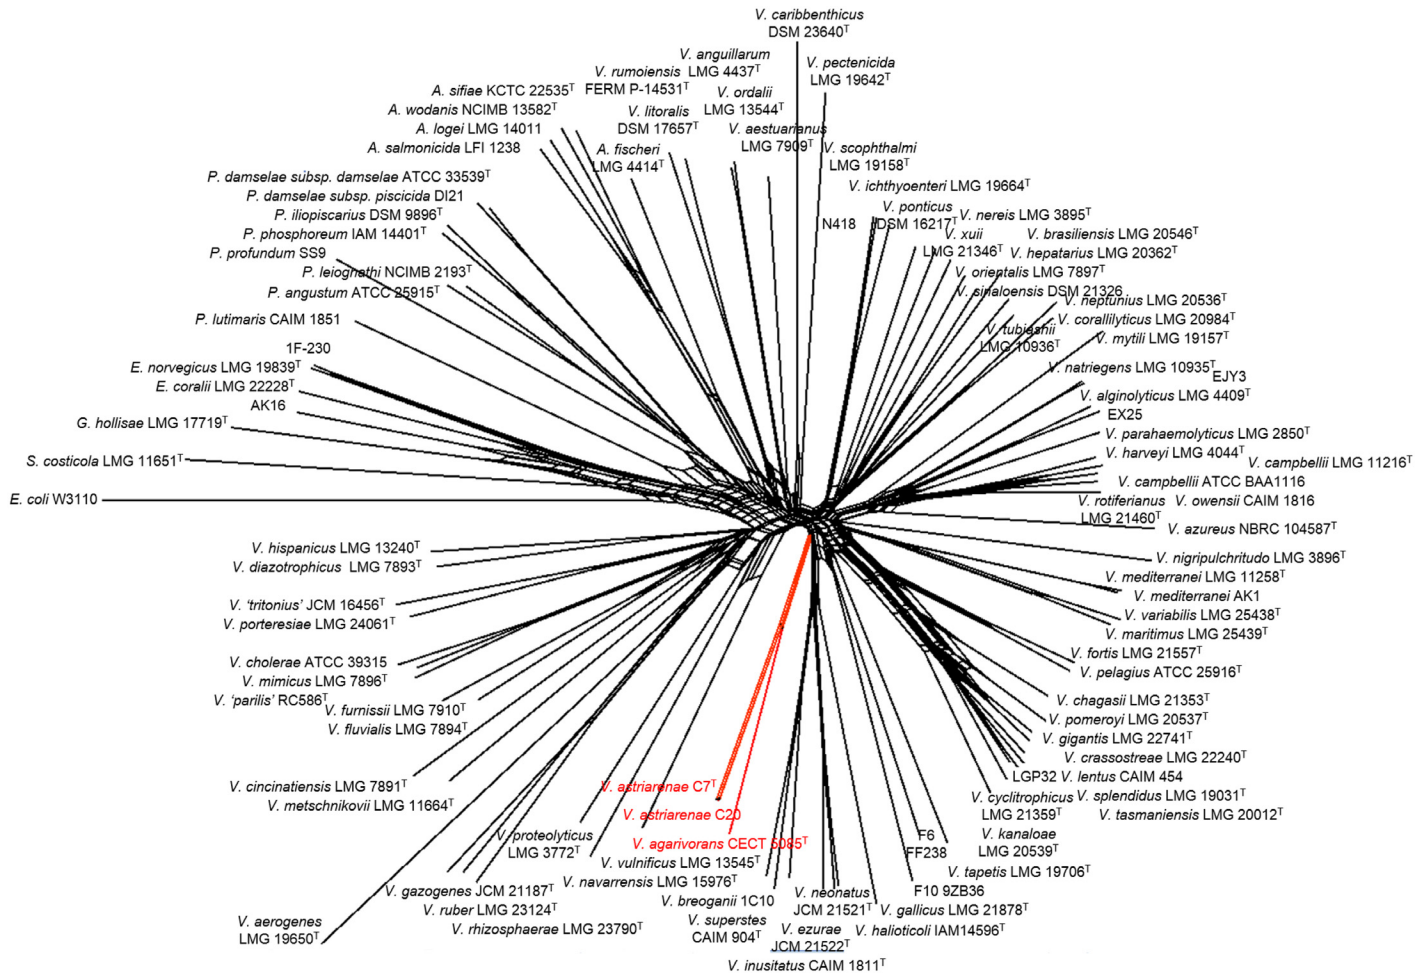 V. caribbenthicus
DSM 23640ᵀ
V. anguillarum
LMG 4437ᵀ
V. pectenicida
LMG 19642ᵀ
V. rumoiensis
FERM P-14531ᵀ
A. sifiae KCTC 22535ᵀ
V. ordalii
LMG 13544ᵀ
A. wodanis NCIMB 13582ᵀ
V. litoralis
DSM 17657ᵀ
A. logei LMG 14011
V. aestuarianus
LMG 7909ᵀ
A. salmonicida LFI 1238
A. fischeri
LMG 4414ᵀ
V. scophthalmi
LMG 19158ᵀ
P. damselae subsp. damselae ATCC 33539ᵀ
V. ichthyoenteri LMG 19664ᵀ
P. damselae subsp. piscicida DI21
V. ponticus
DSM 16217ᵀ
N418
P. iliopiscarius DSM 9896ᵀ
V. nereis LMG 3895ᵀ
P. phosphoreum IAM 14401ᵀ
V. xuii
LMG 21346ᵀ
V. brasiliensis LMG 20546ᵀ
P. profundum SS9
V. hepatarius LMG 20362ᵀ
P. leiognathi NCIMB 2193ᵀ
V. orientalis LMG 7897ᵀ
P. angustum ATCC 25915ᵀ
V. sinaloensis DSM 21326
V. neptunius LMG 20536ᵀ
P. lutimaris CAIM 1851
V. corallilyticus LMG 20984ᵀ
V. tubiashii
LMG 10936ᵀ
V. mytili LMG 19157ᵀ
1F-230
E. norvegicus LMG 19839ᵀ
V. natriegens LMG 10935ᵀ
EJY3
E. coralii LMG 22228ᵀ
V. alginolyticus LMG 4409ᵀ
AK16
EX25
G. hollisae LMG 17719ᵀ
V. parahaemolyticus LMG 2850ᵀ
V. harveyi LMG 4044ᵀ
S. costicola LMG 11651ᵀ
V. campbellii LMG 11216ᵀ
V. campbellii ATCC BAA1116
E. coli W3110
V. rotiferianus
LMG 21460ᵀ
V. owensii CAIM 1816
V. azureus NBRC 104587ᵀ
V. hispanicus LMG 13240ᵀ
V. nigripulchritudo LMG 3896ᵀ
V. diazotrophicus LMG 7893ᵀ
V. mediterranei LMG 11258ᵀ
V. mediterranei AK1
V. 'tritonius' JCM 16456ᵀ
V. variabilis LMG 25438ᵀ
V. porteresiae LMG 24061ᵀ
V. maritimus LMG 25439ᵀ
V. fortis LMG 21557ᵀ
V. cholerae ATCC 39315
V. pelagius ATCC 25916ᵀ
V. mimicus LMG 7896ᵀ
V. 'parilis' RC586ᵀ
V. chagasii LMG 21353ᵀ
V. furnissii LMG 7910ᵀ
V. pomeroyi LMG 20537ᵀ
V. fluvialis LMG 7894ᵀ
V. gigantis LMG 22741ᵀ
V. crassostreae LMG 22240ᵀ
LGP32
V. lentus CAIM 454
V. cincinatiensis LMG 7891ᵀ
V. astriarenae C7ᵀ
V. cyclitrophicus
LMG 21359ᵀ
V. splendidus LMG 19031ᵀ
V. metschnikovii LMG 11664ᵀ
V. astriarenae C20
V. tasmaniensis LMG 20012ᵀ
V. proteolyticus
LMG 3772ᵀ
V. agarivorans CECT 5085ᵀ
F6
FF238
V. kanaloae
LMG 20539ᵀ
V. vulnificus LMG 13545ᵀ
V. tapetis LMG 19706ᵀ
V. navarrensis LMG 15976ᵀ
V. gazogenes JCM 21187ᵀ
V. neonatus
JCM 21521ᵀ
F10 9ZB36
V. breoganii 1C10
V. ruber LMG 23124ᵀ
V. gallicus LMG 21878ᵀ
V. aerogenes
LMG 19650ᵀ
V. superstes
CAIM 904ᵀ
V. rhizosphaerae LMG 23790ᵀ
V. ezurae
JCM 21522ᵀ
V. halioticoli IAM14596ᵀ
V. inusitatus CAIM 1811ᵀ